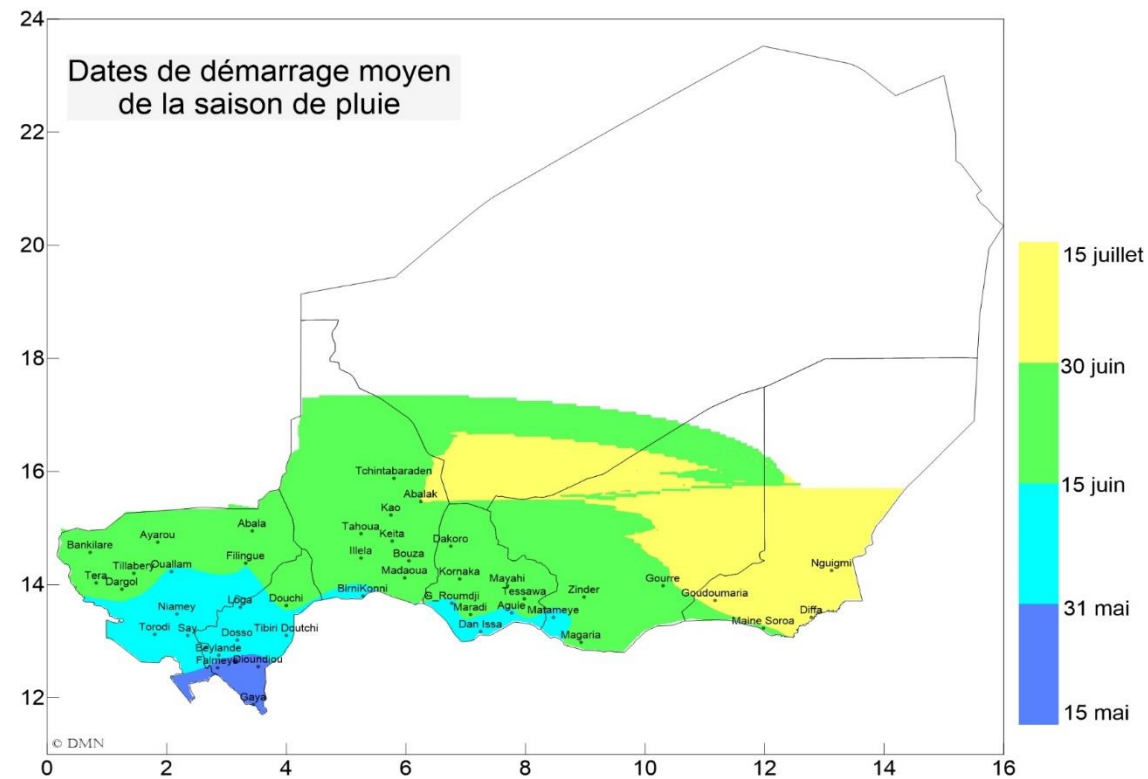 Dates de démarrage moyen
de la saison de pluie
24
22
20
18
16
14
12
0 2 4 6 8 10 12 14 16
15 juillet
30 juin
15 juin
31 mai
15 mai
Tchintabaraden
Abalak
Kao
Tahoua
Keita
Illela
Bouza
Madaoua
BirniKonni
Dakoro
Kornaka
Mayahi
Tessawa
G_Roumdji
Maradi
Aguie
Matameye
Dan Issa
Magaria
Zinder
Gourre
Goudoumaria
Maine Soroa
Nguigmi
Diffa
Abala
Ayarou
Bankilare
Filingue
Tillabery
Ouallam
Tera
Dargol
Douchi
Loga
Niamey
Torodi
Say
Dosso
Tibiri Doutchi
Beylande
Falmeye
Dioundiou
Gaya
© DMN